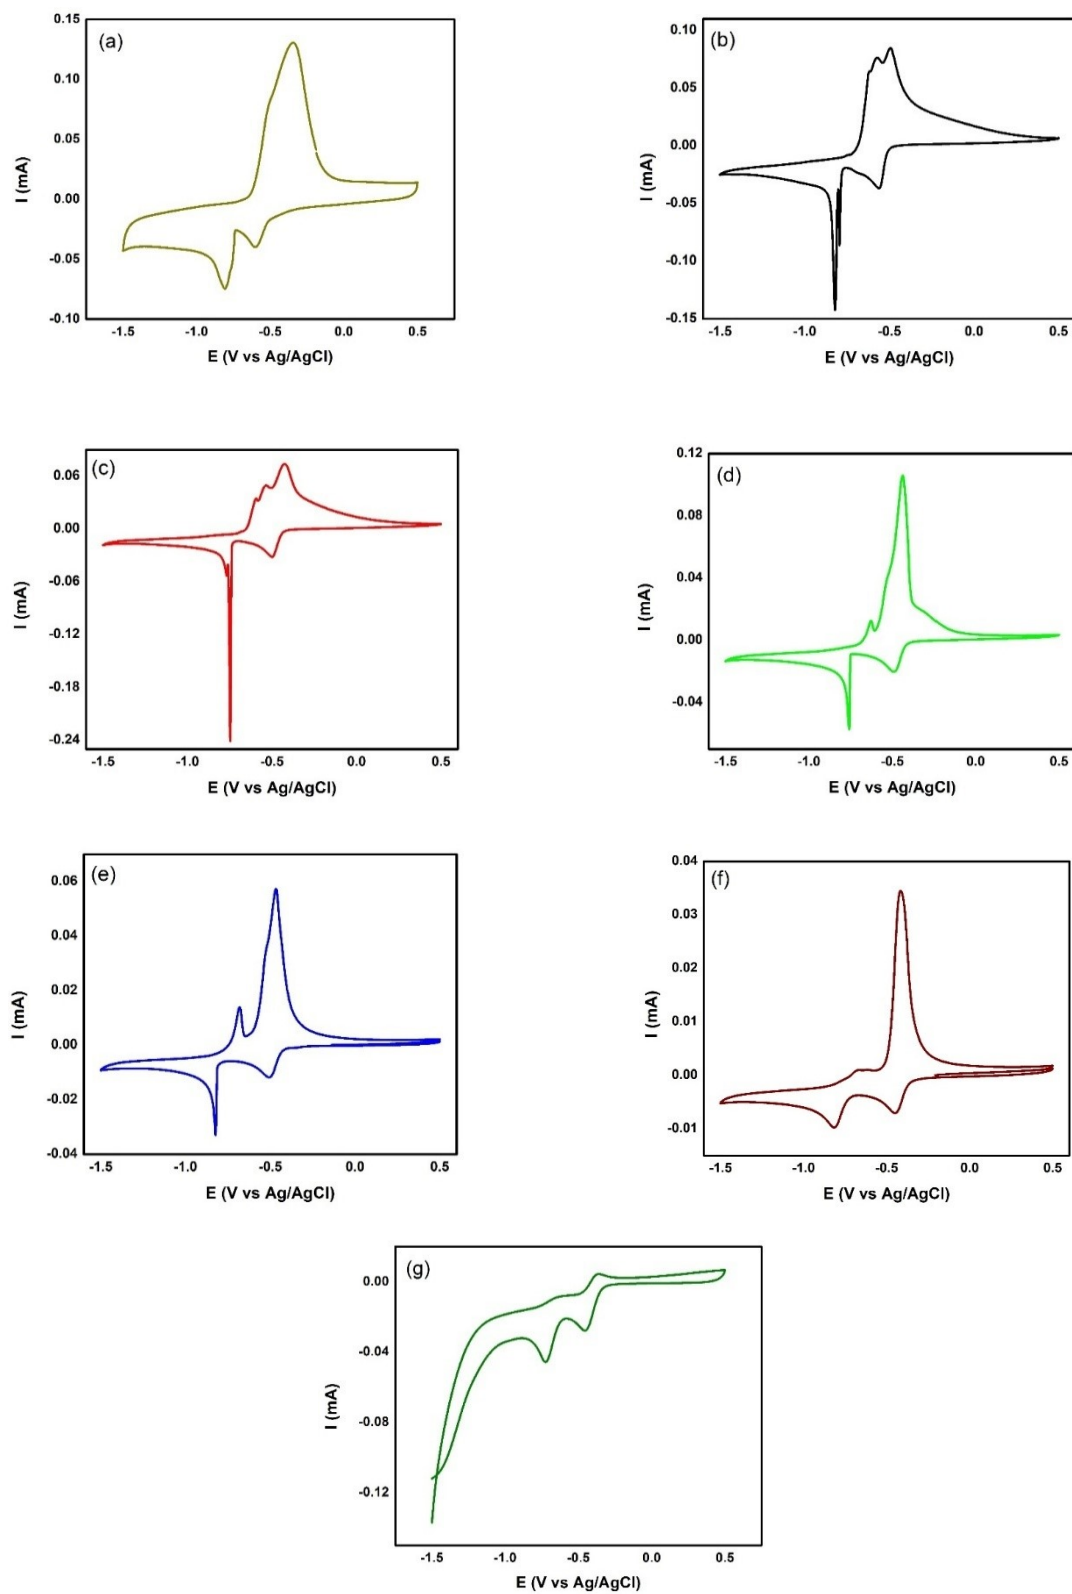 (a)
0.15
0.10
0.05
0.00
-0.05
-0.10
I (mA)
-1.5 -1.0 -0.5 0.0 0.5
E (V vs Ag/AgCl)
(b)
0.10
0.05
0.00
-0.05
-0.10
-0.15
I (mA)
-1.5 -1.0 -0.5 0.0 0.5
E (V vs Ag/AgCl)
(c)
0.06
0.00
-0.06
-0.12
-0.18
-0.24
I (mA)
-1.5 -1.0 -0.5 0.0 0.5
E (V vs Ag/AgCl)
(d)
0.12
0.08
0.04
0.00
-0.04
I (mA)
-1.5 -1.0 -0.5 0.0 0.5
E (V vs Ag/AgCl)
(e)
0.06
0.04
0.02
0.00
-0.02
-0.04
I (mA)
-1.5 -1.0 -0.5 0.0 0.5
E (V vs Ag/AgCl)
(f)
0.04
0.03
0.02
0.01
0.00
-0.01
I (mA)
-1.5 -1.0 -0.5 0.0 0.5
E (V vs Ag/AgCl)
(g)
0.00
-0.04
-0.08
-0.12
I (mA)
-1.5 -1.0 -0.5 0.0 0.5
E (V vs Ag/AgCl)